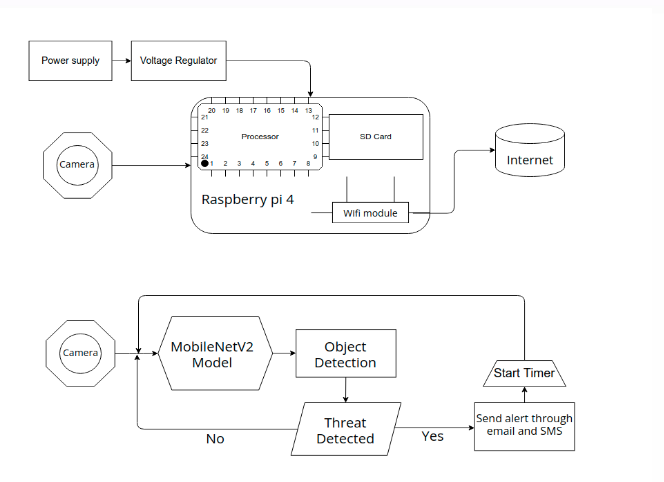 Power supply
Voltage Regulator
20 19 18 17 16 15 14 13
21
12
22
11
Processor
SD Card
23
10
24
9
1 2 3 4 5 6 7 8
Camera
Internet
Raspberry pi 4
Wifi module
Camera
MobileNetV2
Model
Object
Detection
Start Timer
Threat
Detected
No
Yes
Send alert through
email and SMS